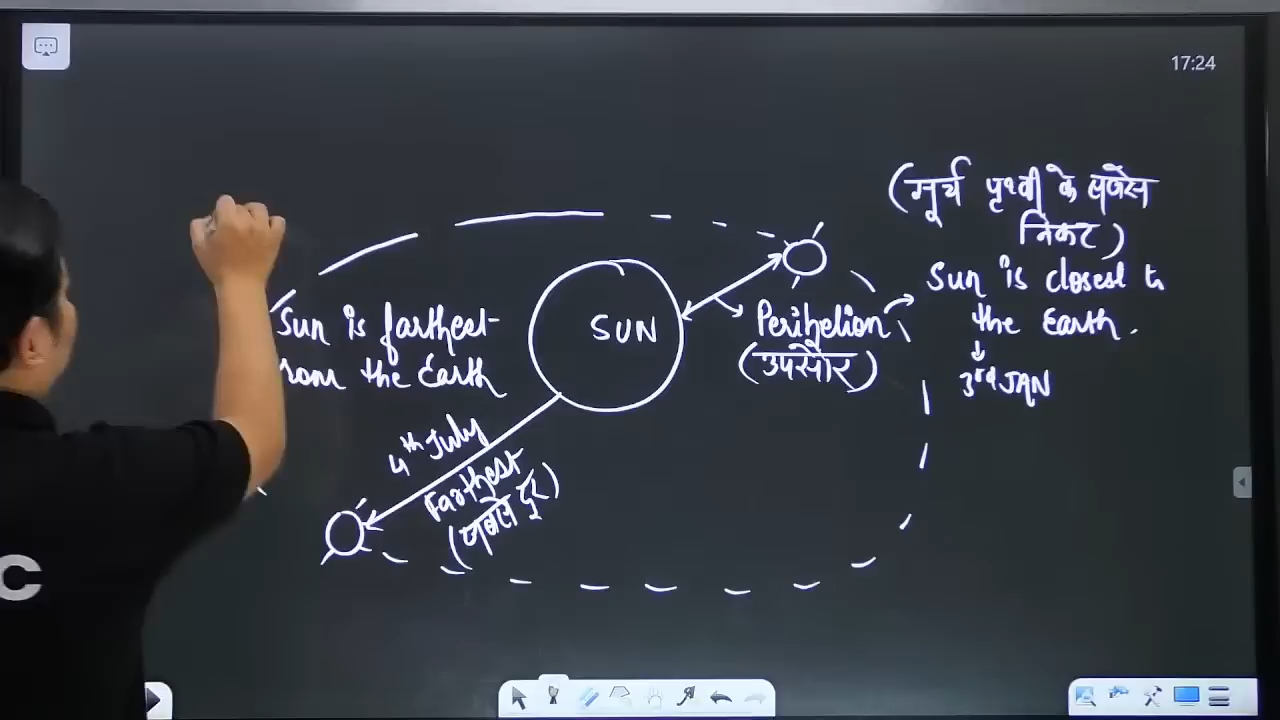 17:24
(सूर्य पृथ्वी के सबसे
निकट)
Sun is closest to
the Earth.
3rd JAN
SUN
Perihelion
(उपसौर)
Sun is farthest
from the Earth
4th July
Farthest
(सबसे दूर)
C